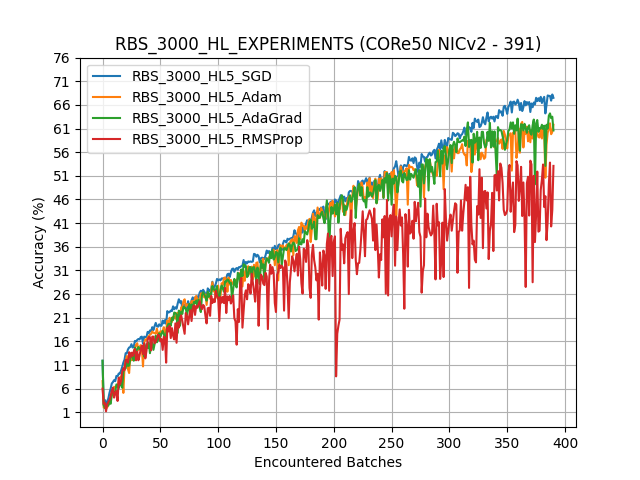 RBS_3000_HL_EXPERIMENTS (CORe50 NICv2 - 391)
RBS_3000_HL5_SGD
RBS_3000_HL5_Adam
RBS_3000_HL5_AdaGrad
RBS_3000_HL5_RMSProp
Accuracy (%)
76
71
66
61
56
51
46
41
36
31
26
21
16
11
6
1
0 50 100 150 200 250 300 350 400
Encountered Batches